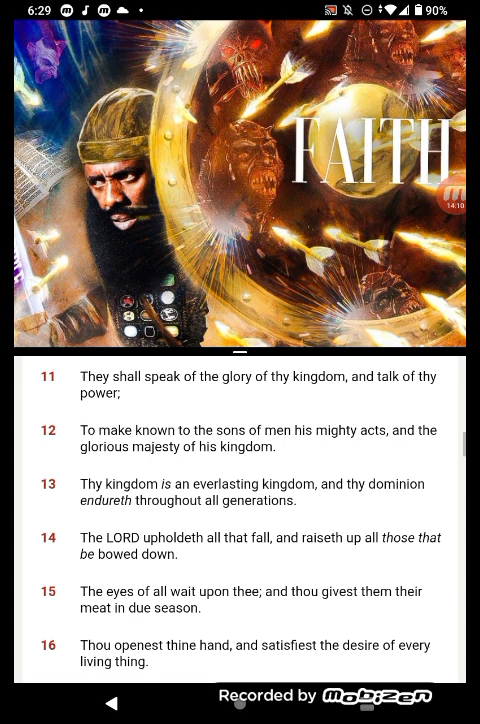 6:29
90%
FAITH
14:10
11 They shall speak of the glory of thy kingdom, and talk of thy
power;
12 To make known to the sons of men his mighty acts, and the
glorious majesty of his kingdom.
13 Thy kingdom is an everlasting kingdom, and thy dominion
endureth throughout all generations.
14 The LORD upholdeth all that fall, and raiseth up all those that
be bowed down.
15 The eyes of all wait upon thee; and thou givest them their
meat in due season.
16 Thou openest thine hand, and satisfiest the desire of every
living thing.
Recorded by mobizen